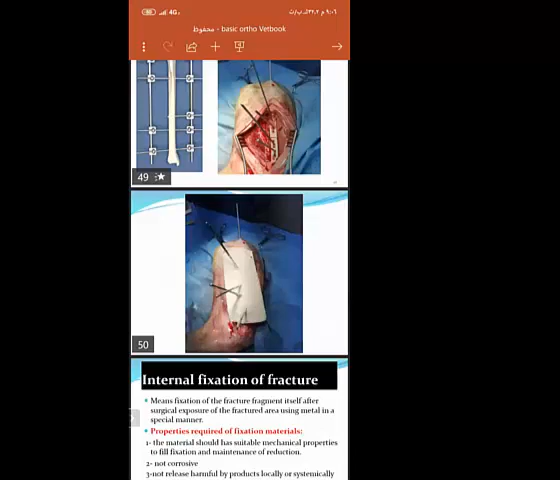 4G
٩:٠٦ م
basic ortho Vetbook - محفوظ
49
50
Internal fixation of fracture
• Means fixation of the fracture fragment itself after
surgical exposure of the fractured area using metal in a
special manner.
• Properties required of fixation materials:
1- the material should has suitable mechanical properties
to fill fixation and maintenance of reduction.
2- not corrosive
3-not release harmful by products locally or systemically